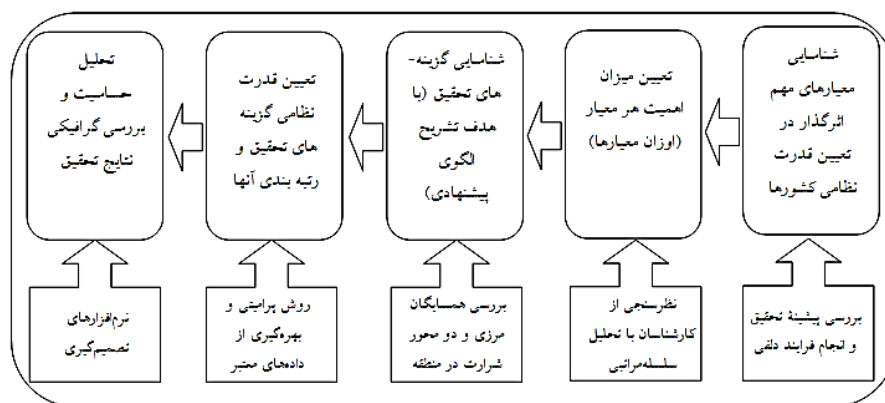 شناسایی
معیارهای مهم
اثرگذار در
تعیین قدرت
نظامی کشورها
تعیین میزان
اهمیت هر معیار
(اوزان معیارها)
شناسایی گزینه-
های تحقیق (با
هدف تشریح
الگوی
پیشنهادی)
تعیین قدرت
نظامی گزینه
های تحقیق و
رتبه بندی آنها
تحلیل
حساسیت و
بررسی گرافیکی
نتایج تحقیق
بررسی پیشینۀ تحقیق
و انجام فرایند دلفی
نظرسنجی از
کارشناسان با تحلیل
سلسله‌مراتبی
بررسی همسایگان
مرزی و دو محور
شرارت در منطقه
روش پرامیتی و
بهره‌گیری از
داده‌های معتبر
نرم‌افزارهای
تصمیم‌گیری